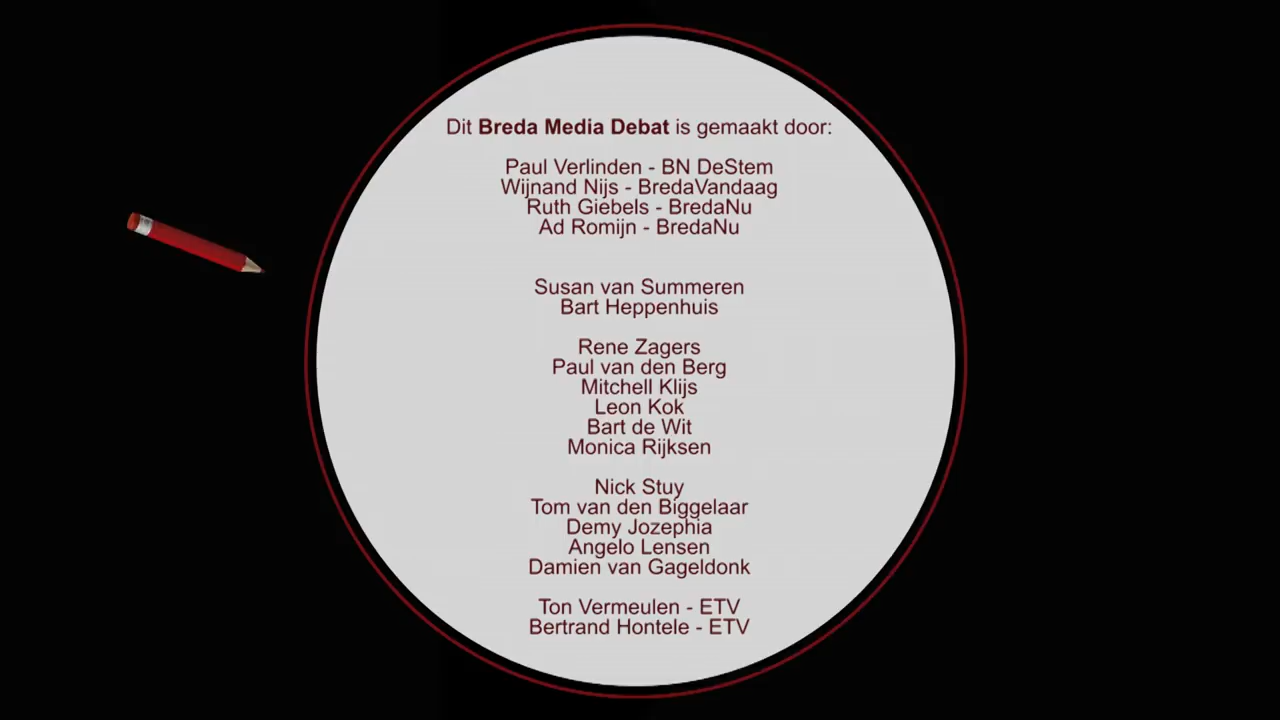 Dit Breda Media Debat is gemaakt door:
Paul Verlinden - BN DeStem
Wijnand Nijs - BredaVandaag
Ruth Giebels - BredaNu
Ad Romijn - BredaNu
Susan van Summeren
Bart Heppenhuis
Rene Zagers
Paul van den Berg
Mitchell Klijs
Leon Kok
Bart de Wit
Monica Rijksen
Nick Stuy
Tom van den Biggelaar
Demy Jozephia
Angelo Lensen
Damien van Gageldonk
Ton Vermeulen - ETV
Bertrand Hontele - ETV